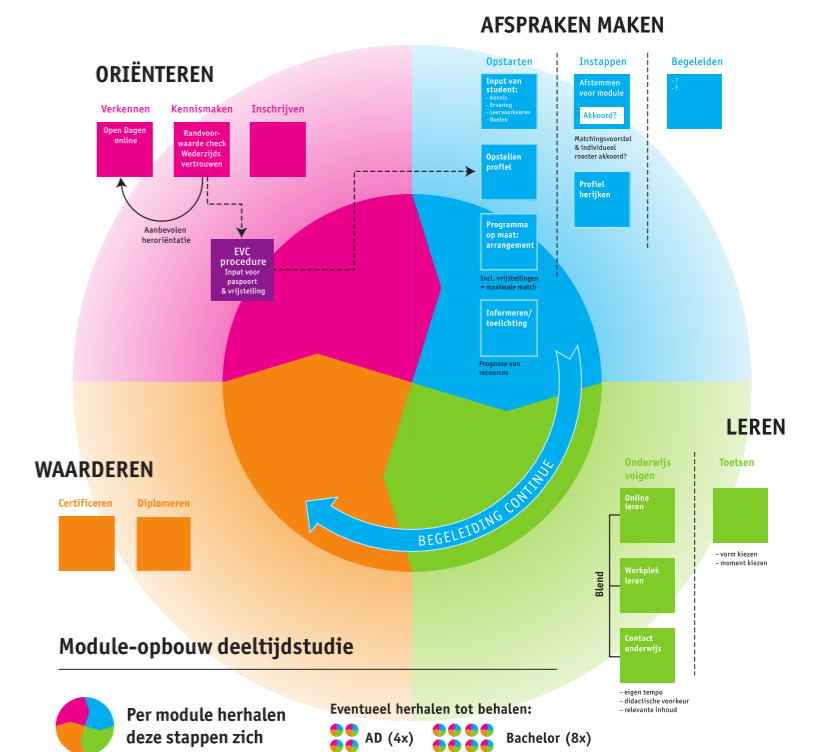 AFSPRAKEN MAKEN
ORIËNTEREN
Verkennen
Kennismaken
Inschrijven
Open Dagen
online
Randvoor-
waarde check
Wederzijds
vertrouwen
Aanbevolen
heroriëntatie
EVC
procedure
Input voor
paspoort
& vrijstelling
Opstarten
Instappen
Begeleiden
Input van
student:
- Kennis
- Ervaring
- Leervoorkeuren
- Doelen
Opstellen
profiel
Programma
op maat:
arrangement
Incl. vrijstellingen
= maximale match
Informeren/
toelichting
Prognose van
recources
Afstemmen
voor module
Akkoord?
Matchingsvoorstel
& individueel
rooster akkoord?
Profiel
herijken
- ?
- ?
BEGELEIDING CONTINUE
LEREN
Onderwijs
volgen
Toetsen
Online
leren
Werkplek
leren
Contact
onderwijs
Blend
- eigen tempo
- didactische voorkeur
- relevante inhoud
- vorm kiezen
- moment kiezen
WAARDEREN
Certificeren
Diplomeren
Module-opbouw deeltijdstudie
Per module herhalen
deze stappen zich
Eventueel herhalen tot behalen:
AD (4x)
Bachelor (8x)